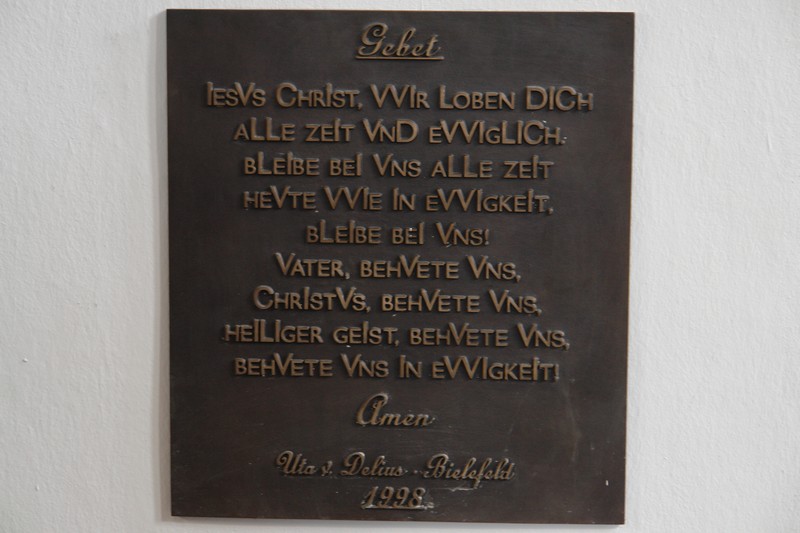 Gebet
IESVS CHRIST, VVIR LOBEN DICH
ALLE ZEIT VND EVVIGLICH.
BLEIBE BEI VNS ALLE ZEIT
HEVTE VVIE IN EVVIGKEIT,
BLEIBE BEI VNS!
VATER, BEHVETE VNS,
CHRISTVS, BEHVETE VNS,
HEILIGER GEIST, BEHVETE VNS,
BEHVETE VNS IN EVVIGKEIT!
Amen
Uta v. Delius - Bielefeld
1998